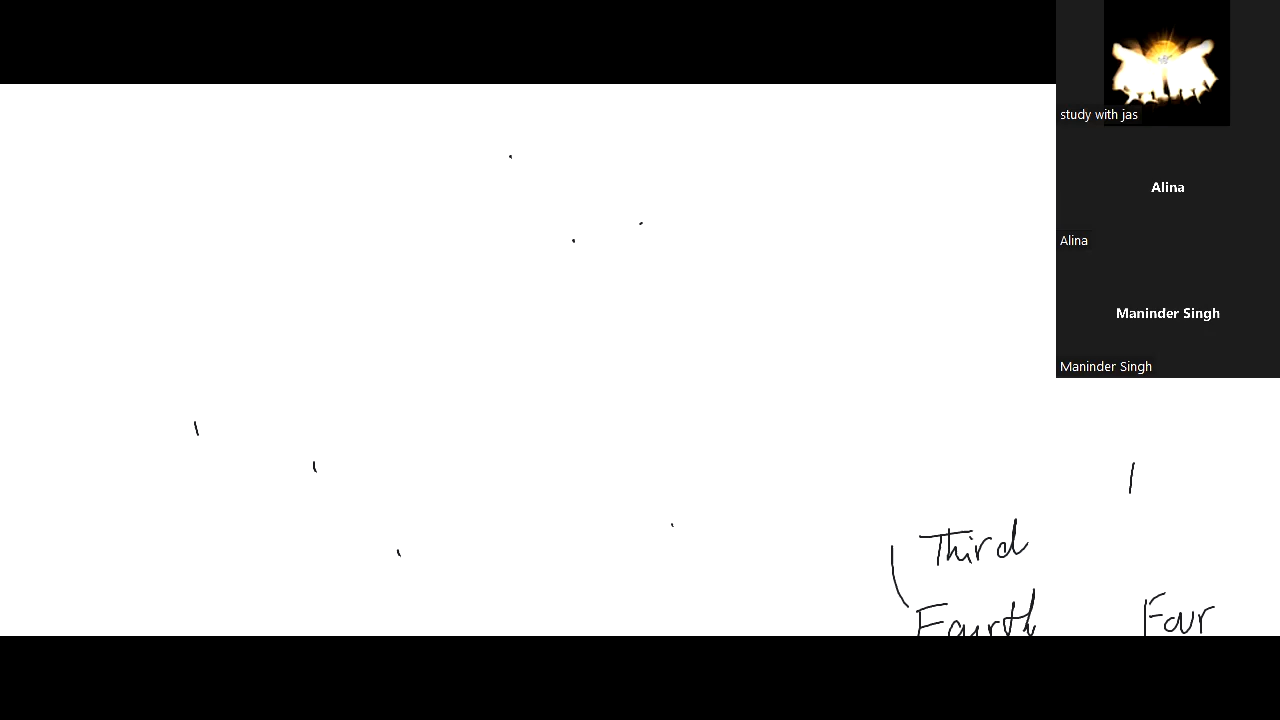 study with jas
Alina
Alina
Maninder Singh
Maninder Singh
Third
Fourth Four